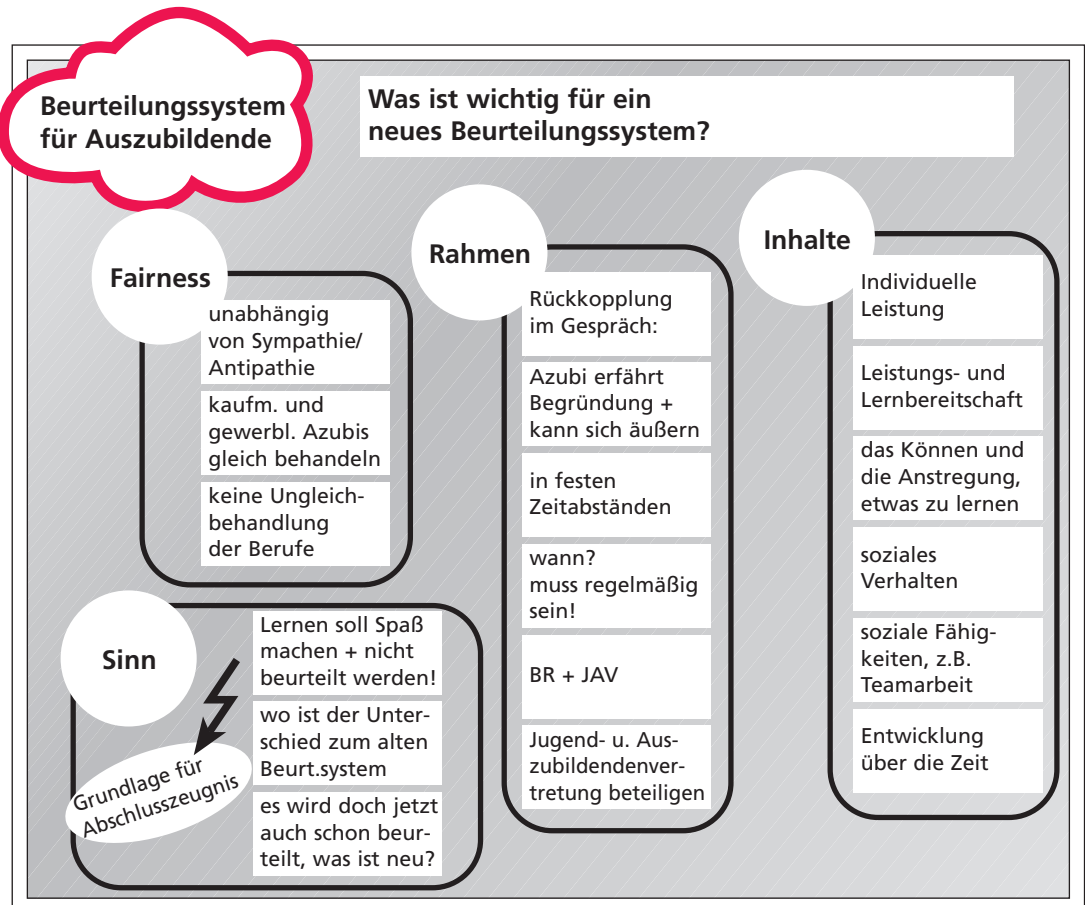 Beurteilungssystem
für Auszubildende
Was ist wichtig für ein
neues Beurteilungssystem?
Fairness
unabhängig
von Sympathie/
Antipathie
kaufm. und
gewerbl. Azubis
gleich behandeln
keine Ungleich-
behandlung
der Berufe
Sinn
Lernen soll Spaß
machen + nicht
beurteilt werden!
wo ist der Unter-
schied zum alten
Beurt.system
es wird doch jetzt
auch schon beur-
teilt, was ist neu?
Grundlage für
Abschlusszeugnis
Rahmen
Rückkopplung
im Gespräch:
Azubi erfährt
Begründung +
kann sich äußern
in festen
Zeitabständen
wann?
muss regelmäßig
sein!
BR + JAV
Jugend- u. Aus-
zubildendenver-
tretung beteiligen
Inhalte
Individuelle
Leistung
Leistungs- und
Lernbereitschaft
das Können und
die Anstregung,
etwas zu lernen
soziales
Verhalten
soziale Fähig-
keiten, z.B.
Teamarbeit
Entwicklung
über die Zeit